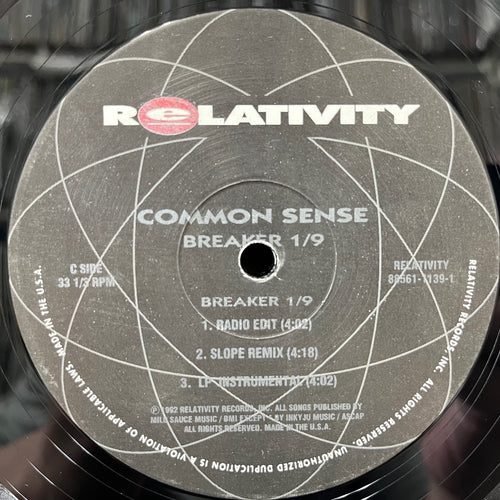 RELATIVITY
COMMON SENSE
BREAKER 1/9
C SIDE
33 1/3 RPM
RELATIVITY
88561-1139-1
BREAKER 1/9
1. RADIO EDIT (4:02)
2. SLOPE REMIX (4:18)
3. LP INSTRUMENTAL (4:02)
℗ 1992 RELATIVITY RECORDS, INC. ALL SONGS PUBLISHED BY
MILD SAUCE MUSIC / BMI EXCEPT * BY INKYJU MUSIC / ASCAP
ALL RIGHTS RESERVED. MADE IN THE U.S.A.
RELATIVITY RECORDS, INC. ALL RIGHTS RESERVED. UNAUTHORIZED DUPLICATION IS A VIOLATION OF APPLICABLE LAWS. MADE IN THE U.S.A.